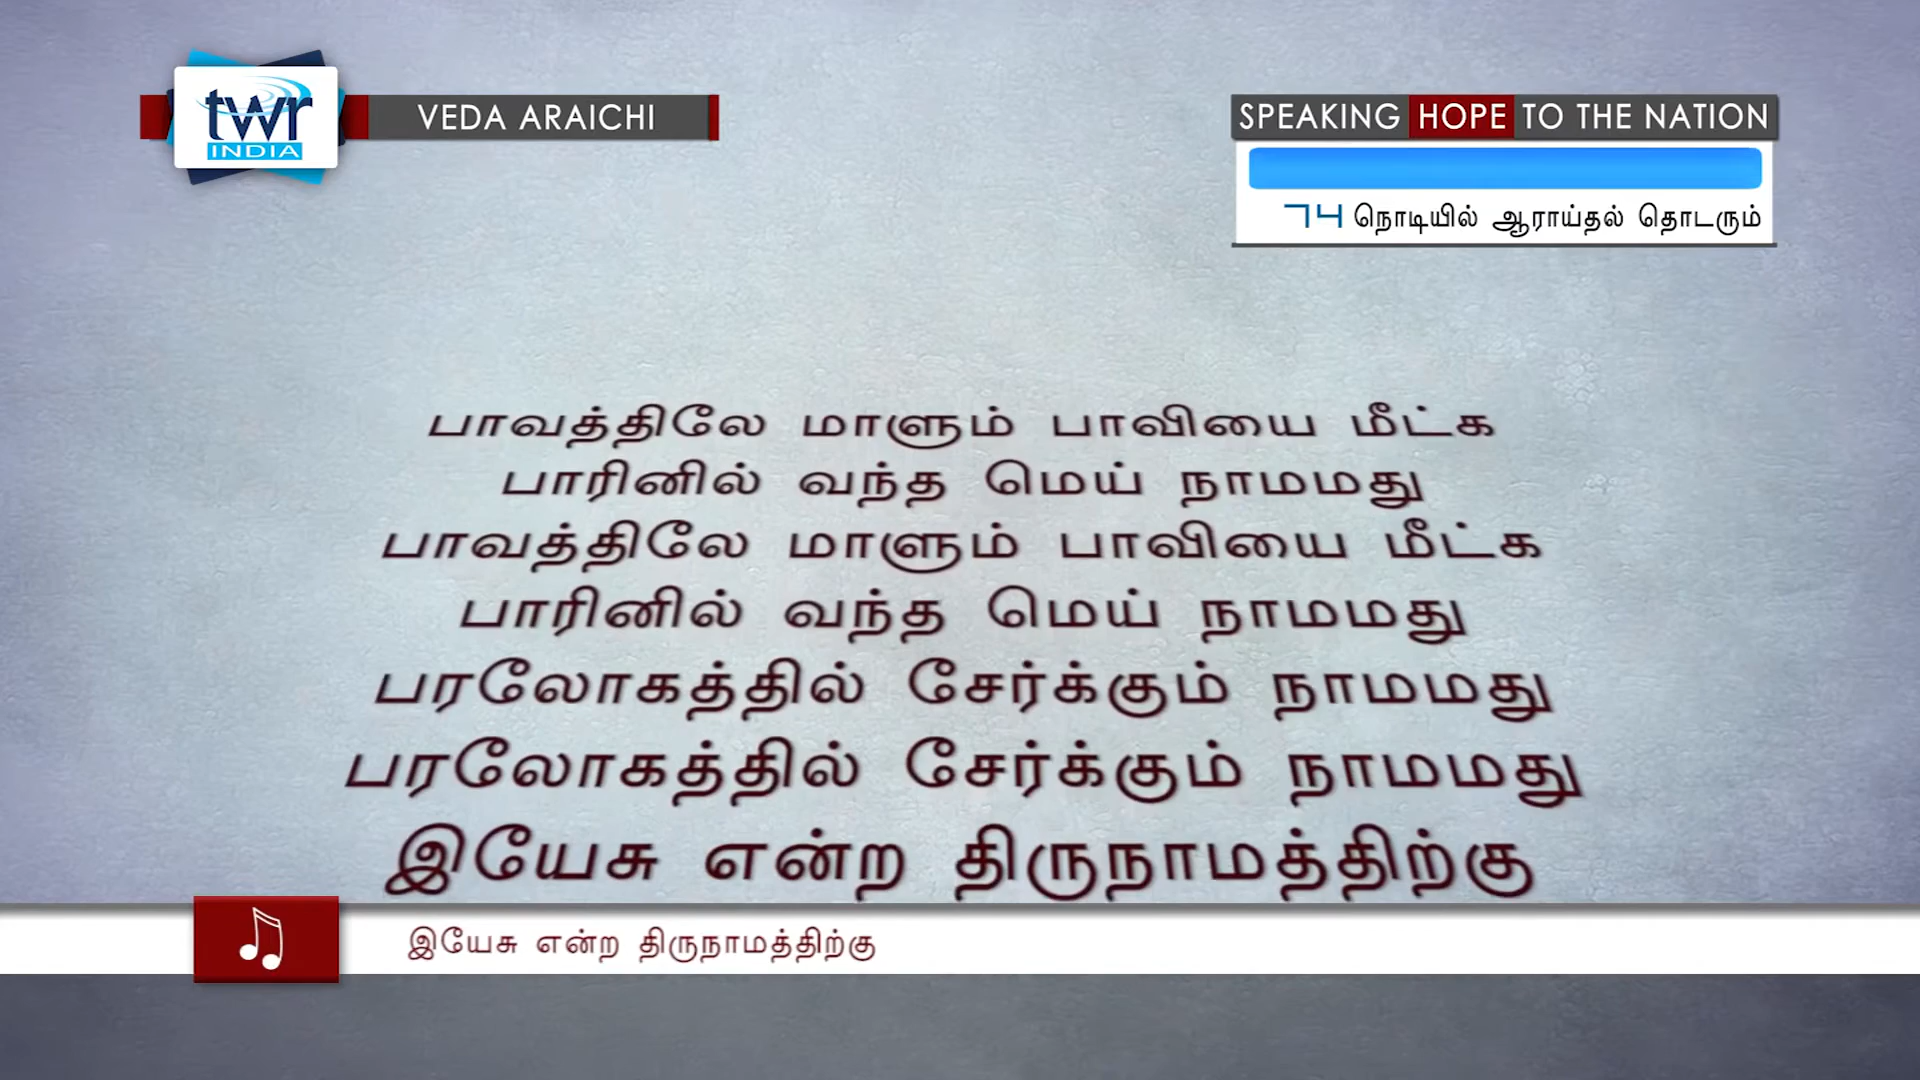 twr
INDIA
VEDA ARAICHI
SPEAKING HOPE TO THE NATION
74 நொடியில் ஆராய்தல் தொடரும்
பாவத்திலே மாளும் பாவியை மீட்க
பாரினில் வந்த மெய் நாமமது
பாவத்திலே மாளும் பாவியை மீட்க
பாரினில் வந்த மெய் நாமமது
பரலோகத்தில் சேர்க்கும் நாமமது
பரலோகத்தில் சேர்க்கும் நாமமது
இயேசு என்ற திருநாமத்திற்கு
இயேசு என்ற திருநாமத்திற்கு